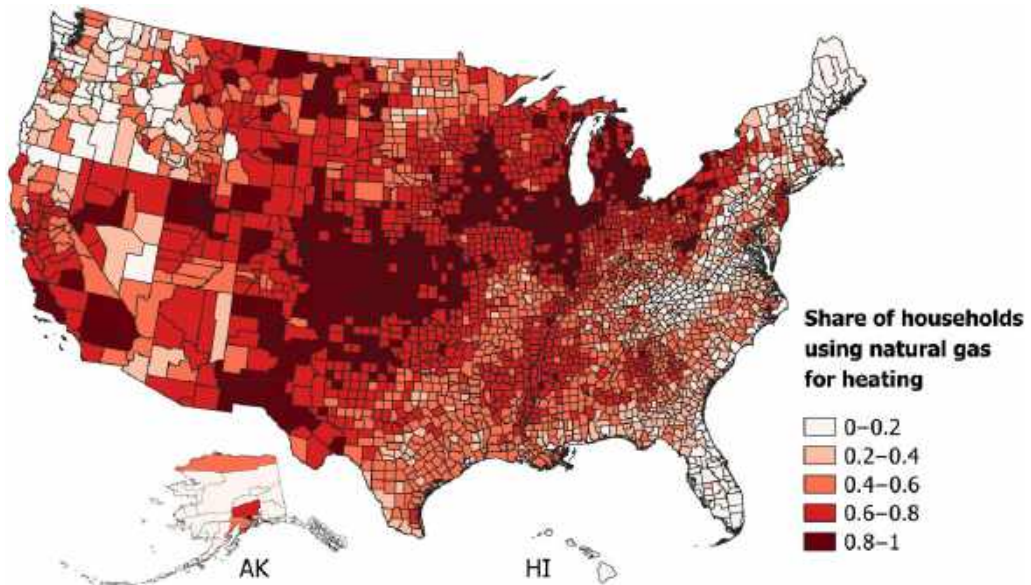 Share of households
using natural gas
for heating
0–0.2
0.2–0.4
0.4–0.6
0.6–0.8
0.8–1
AK
HI